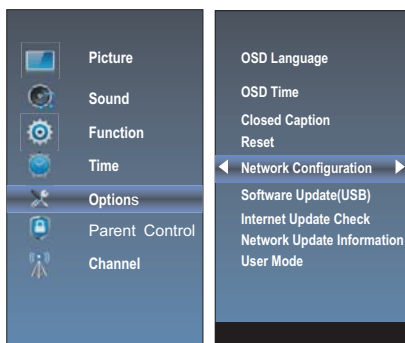 Picture
Sound
Function
Time
Options
Parent Control
Channel
OSD Language
OSD Time
Closed Caption
Reset
Network Configuration
Software Update(USB)
Internet Update Check
Network Update Information
User Mode